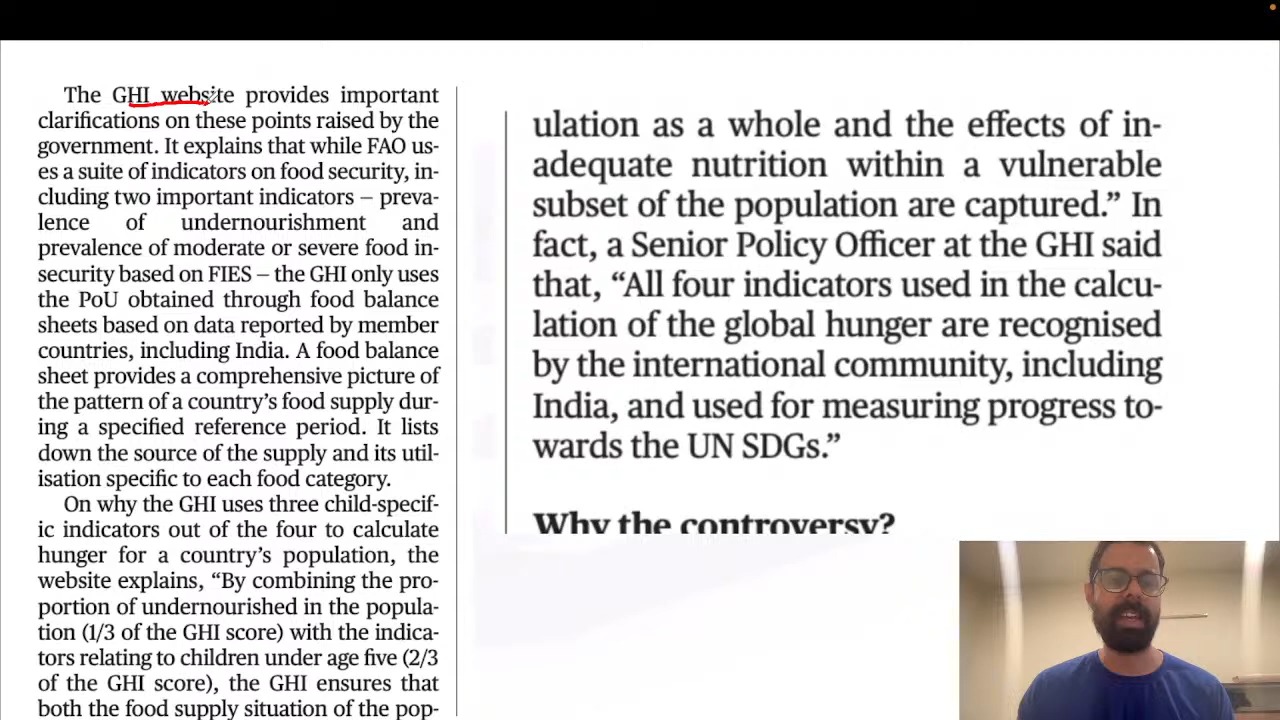 The GHI website provides important
clarifications on these points raised by the
government. It explains that while FAO us-
es a suite of indicators on food security, in-
cluding two important indicators – preva-
lence of undernourishment and
prevalence of moderate or severe food in-
security based on FIES – the GHI only uses
the PoU obtained through food balance
sheets based on data reported by member
countries, including India. A food balance
sheet provides a comprehensive picture of
the pattern of a country’s food supply dur-
ing a specified reference period. It lists
down the source of the supply and its util-
isation specific to each food category.
On why the GHI uses three child-specif-
ic indicators out of the four to calculate
hunger for a country’s population, the
website explains, “By combining the pro-
portion of undernourished in the popula-
tion (1/3 of the GHI score) with the indica-
tors relating to children under age five (2/3
of the GHI score), the GHI ensures that
both the food supply situation of the pop-
ulation as a whole and the effects of in-
adequate nutrition within a vulnerable
subset of the population are captured.” In
fact, a Senior Policy Officer at the GHI said
that, “All four indicators used in the calcu-
lation of the global hunger are recognised
by the international community, including
India, and used for measuring progress to-
wards the UN SDGs.”
Why the controversy?